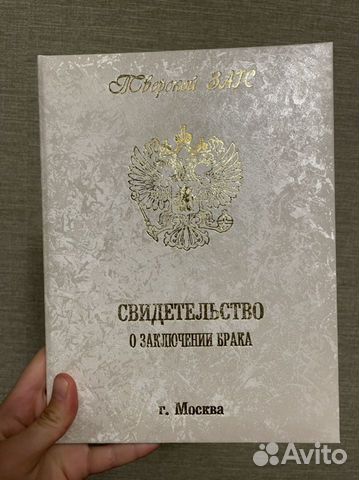 Тверской ЗАГС
СВИДЕТЕЛЬСТВО
О ЗАКЛЮЧЕНИИ БРАКА
г. Москва
Avito